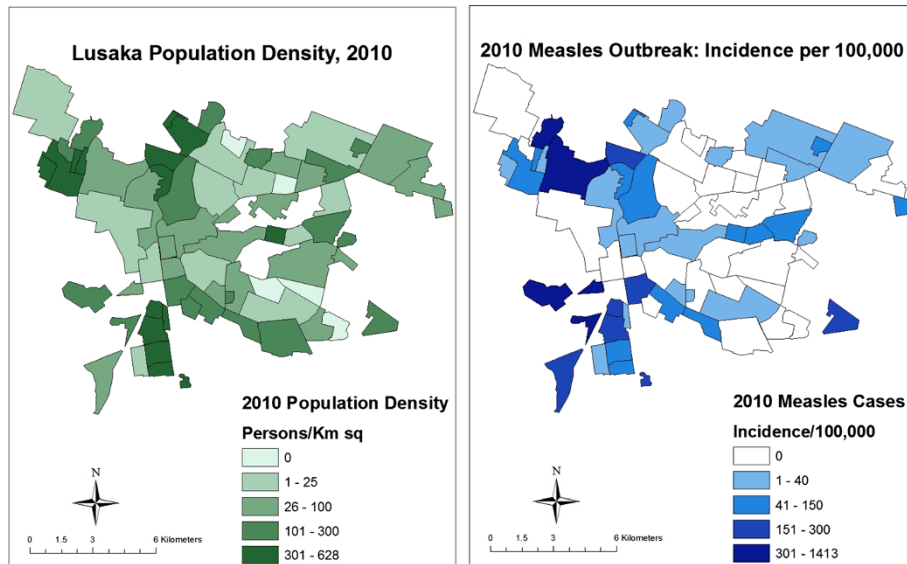 Lusaka Population Density, 2010
2010 Population Density
Persons/Km sq
0
1 - 25
26 - 100
101 - 300
301 - 628
N
0 1.5 3 6 Kilometers
2010 Measles Outbreak: Incidence per 100,000
2010 Measles Cases
Incidence/100,000
0
1 - 40
41 - 150
151 - 300
301 - 1413
N
0 1.5 3 6 Kilometers